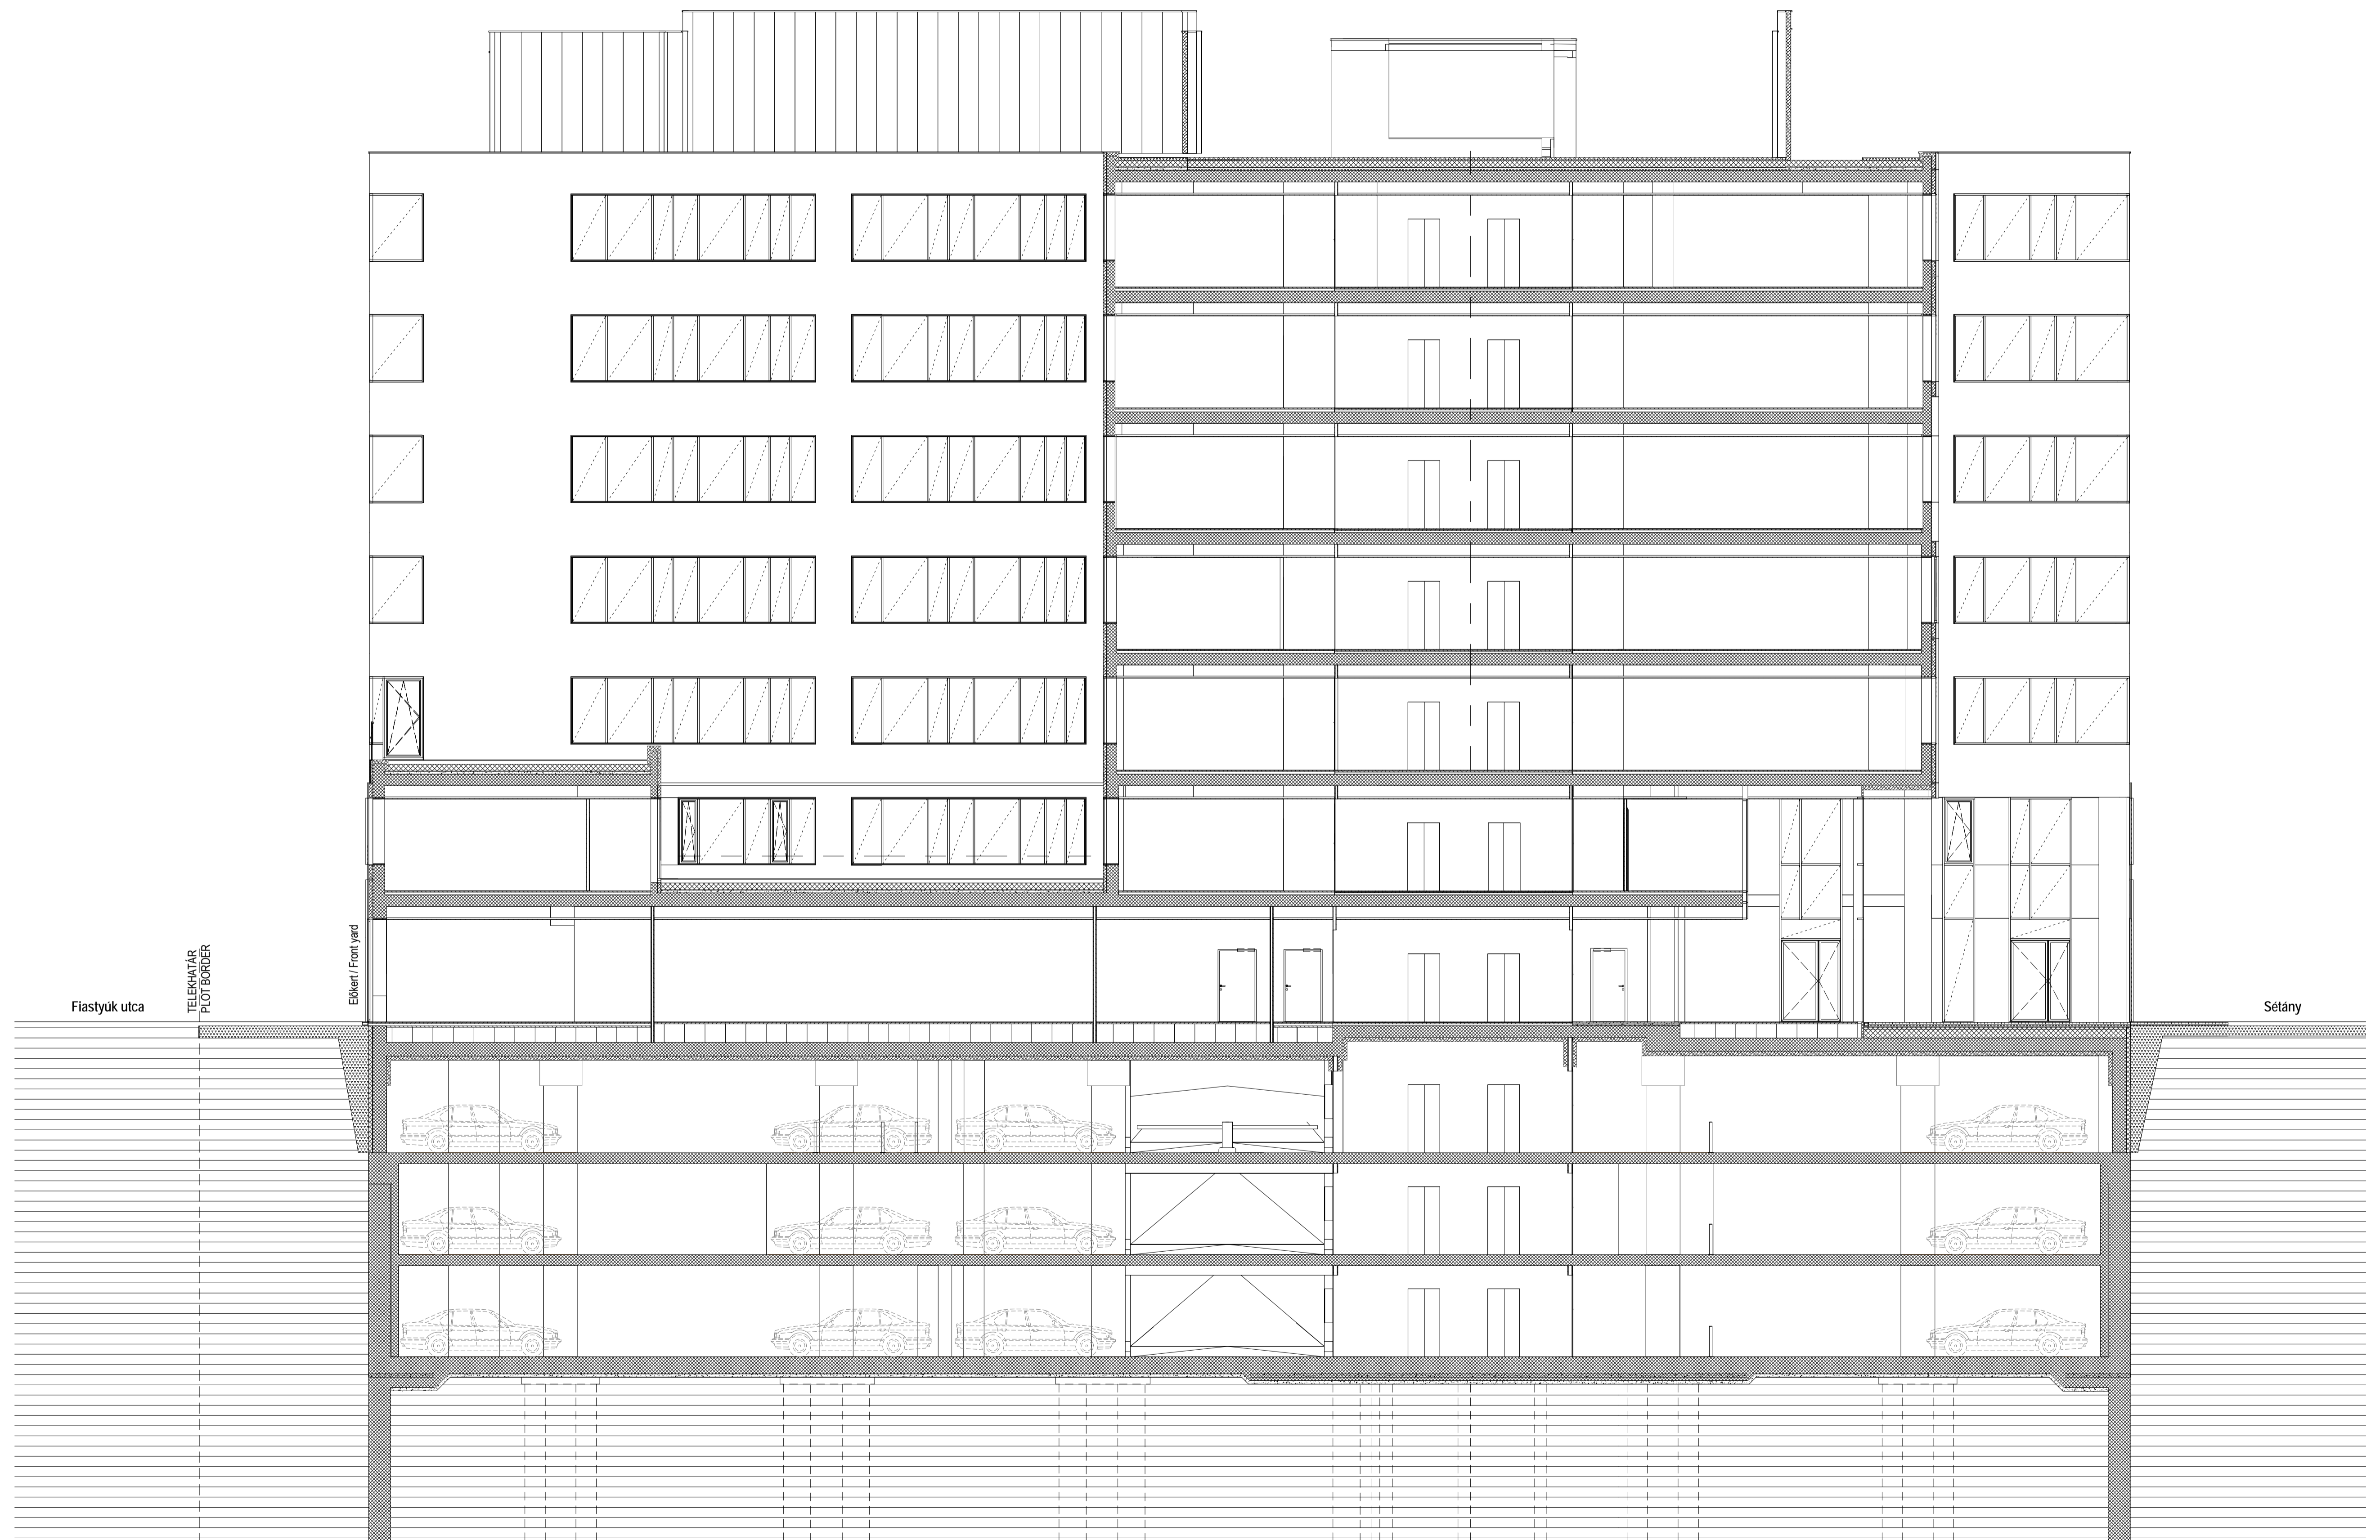 Fiastyúk utca
TELEKHATÁR
PLOT BORDER
Előkert / Front yard
Sétány